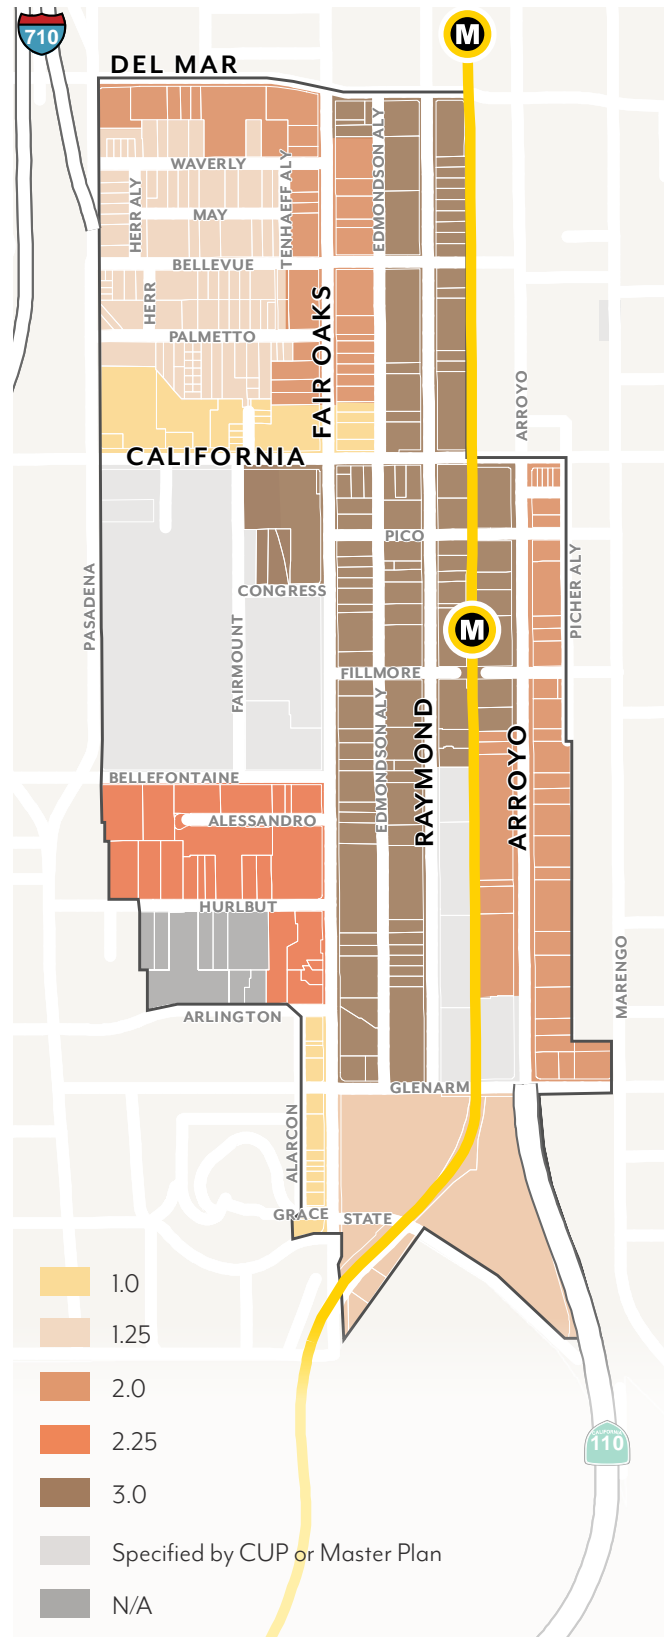 710
M
DEL MAR
WAVERLY
HERR ALY
MAY
TENHAEFF ALY
EDMONDSON ALY
BELLEVUE
HERR
FAIR OAKS
PALMETTO
ARROYO
CALIFORNIA
PICO
PASADENA
CONGRESS
PICHER ALY
FAIRMOUNT
M
FILLMORE
EDMONDSON ALY
RAYMOND
ARROYO
BELLEFONTAINE
ALESSANDRO
HURLBUT
MARENGO
ARLINGTON
GLENARM
ALARCON
GRACE
STATE
1.0
1.25
2.0
2.25
3.0
Specified by CUP or Master Plan
N/A
CALIFORNIA
110